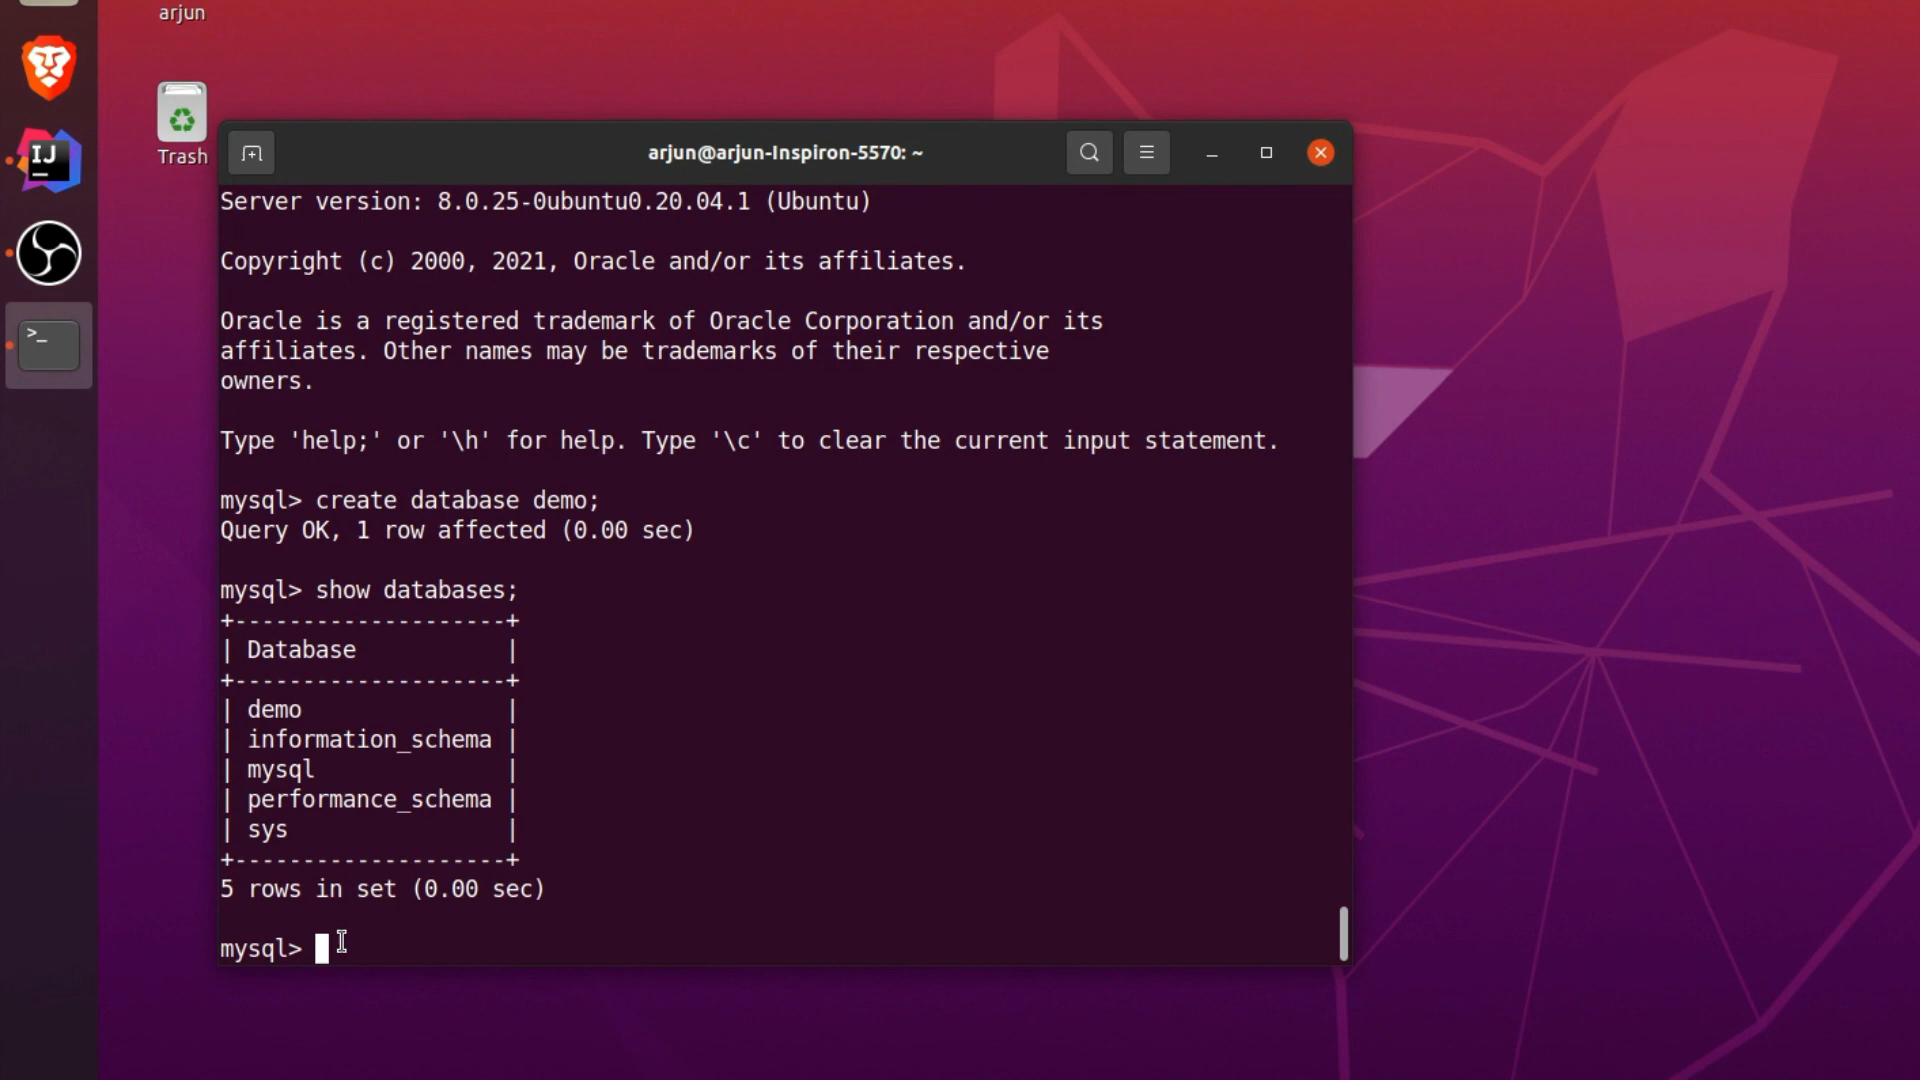 arjun
Trash
IJ
>_
arjun@arjun-Inspiron-5570: ~
Server version: 8.0.25-0ubuntu0.20.04.1 (Ubuntu)
Copyright (c) 2000, 2021, Oracle and/or its affiliates.
Oracle is a registered trademark of Oracle Corporation and/or its
affiliates. Other names may be trademarks of their respective
owners.
Type 'help;' or '\h' for help. Type '\c' to clear the current input statement.
mysql> create database demo;
Query OK, 1 row affected (0.00 sec)
mysql> show databases;
+--------------------+
| Database           |
+--------------------+
| demo               |
| information_schema |
| mysql              |
| performance_schema |
| sys                |
+--------------------+
5 rows in set (0.00 sec)
mysql>